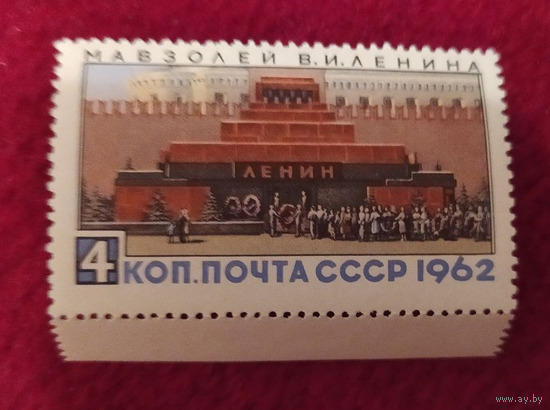 МАВЗОЛЕЙ В.И.ЛЕНИНА
ЛЕНИН
4 КОП. ПОЧТА СССР 1962
www.ay.by